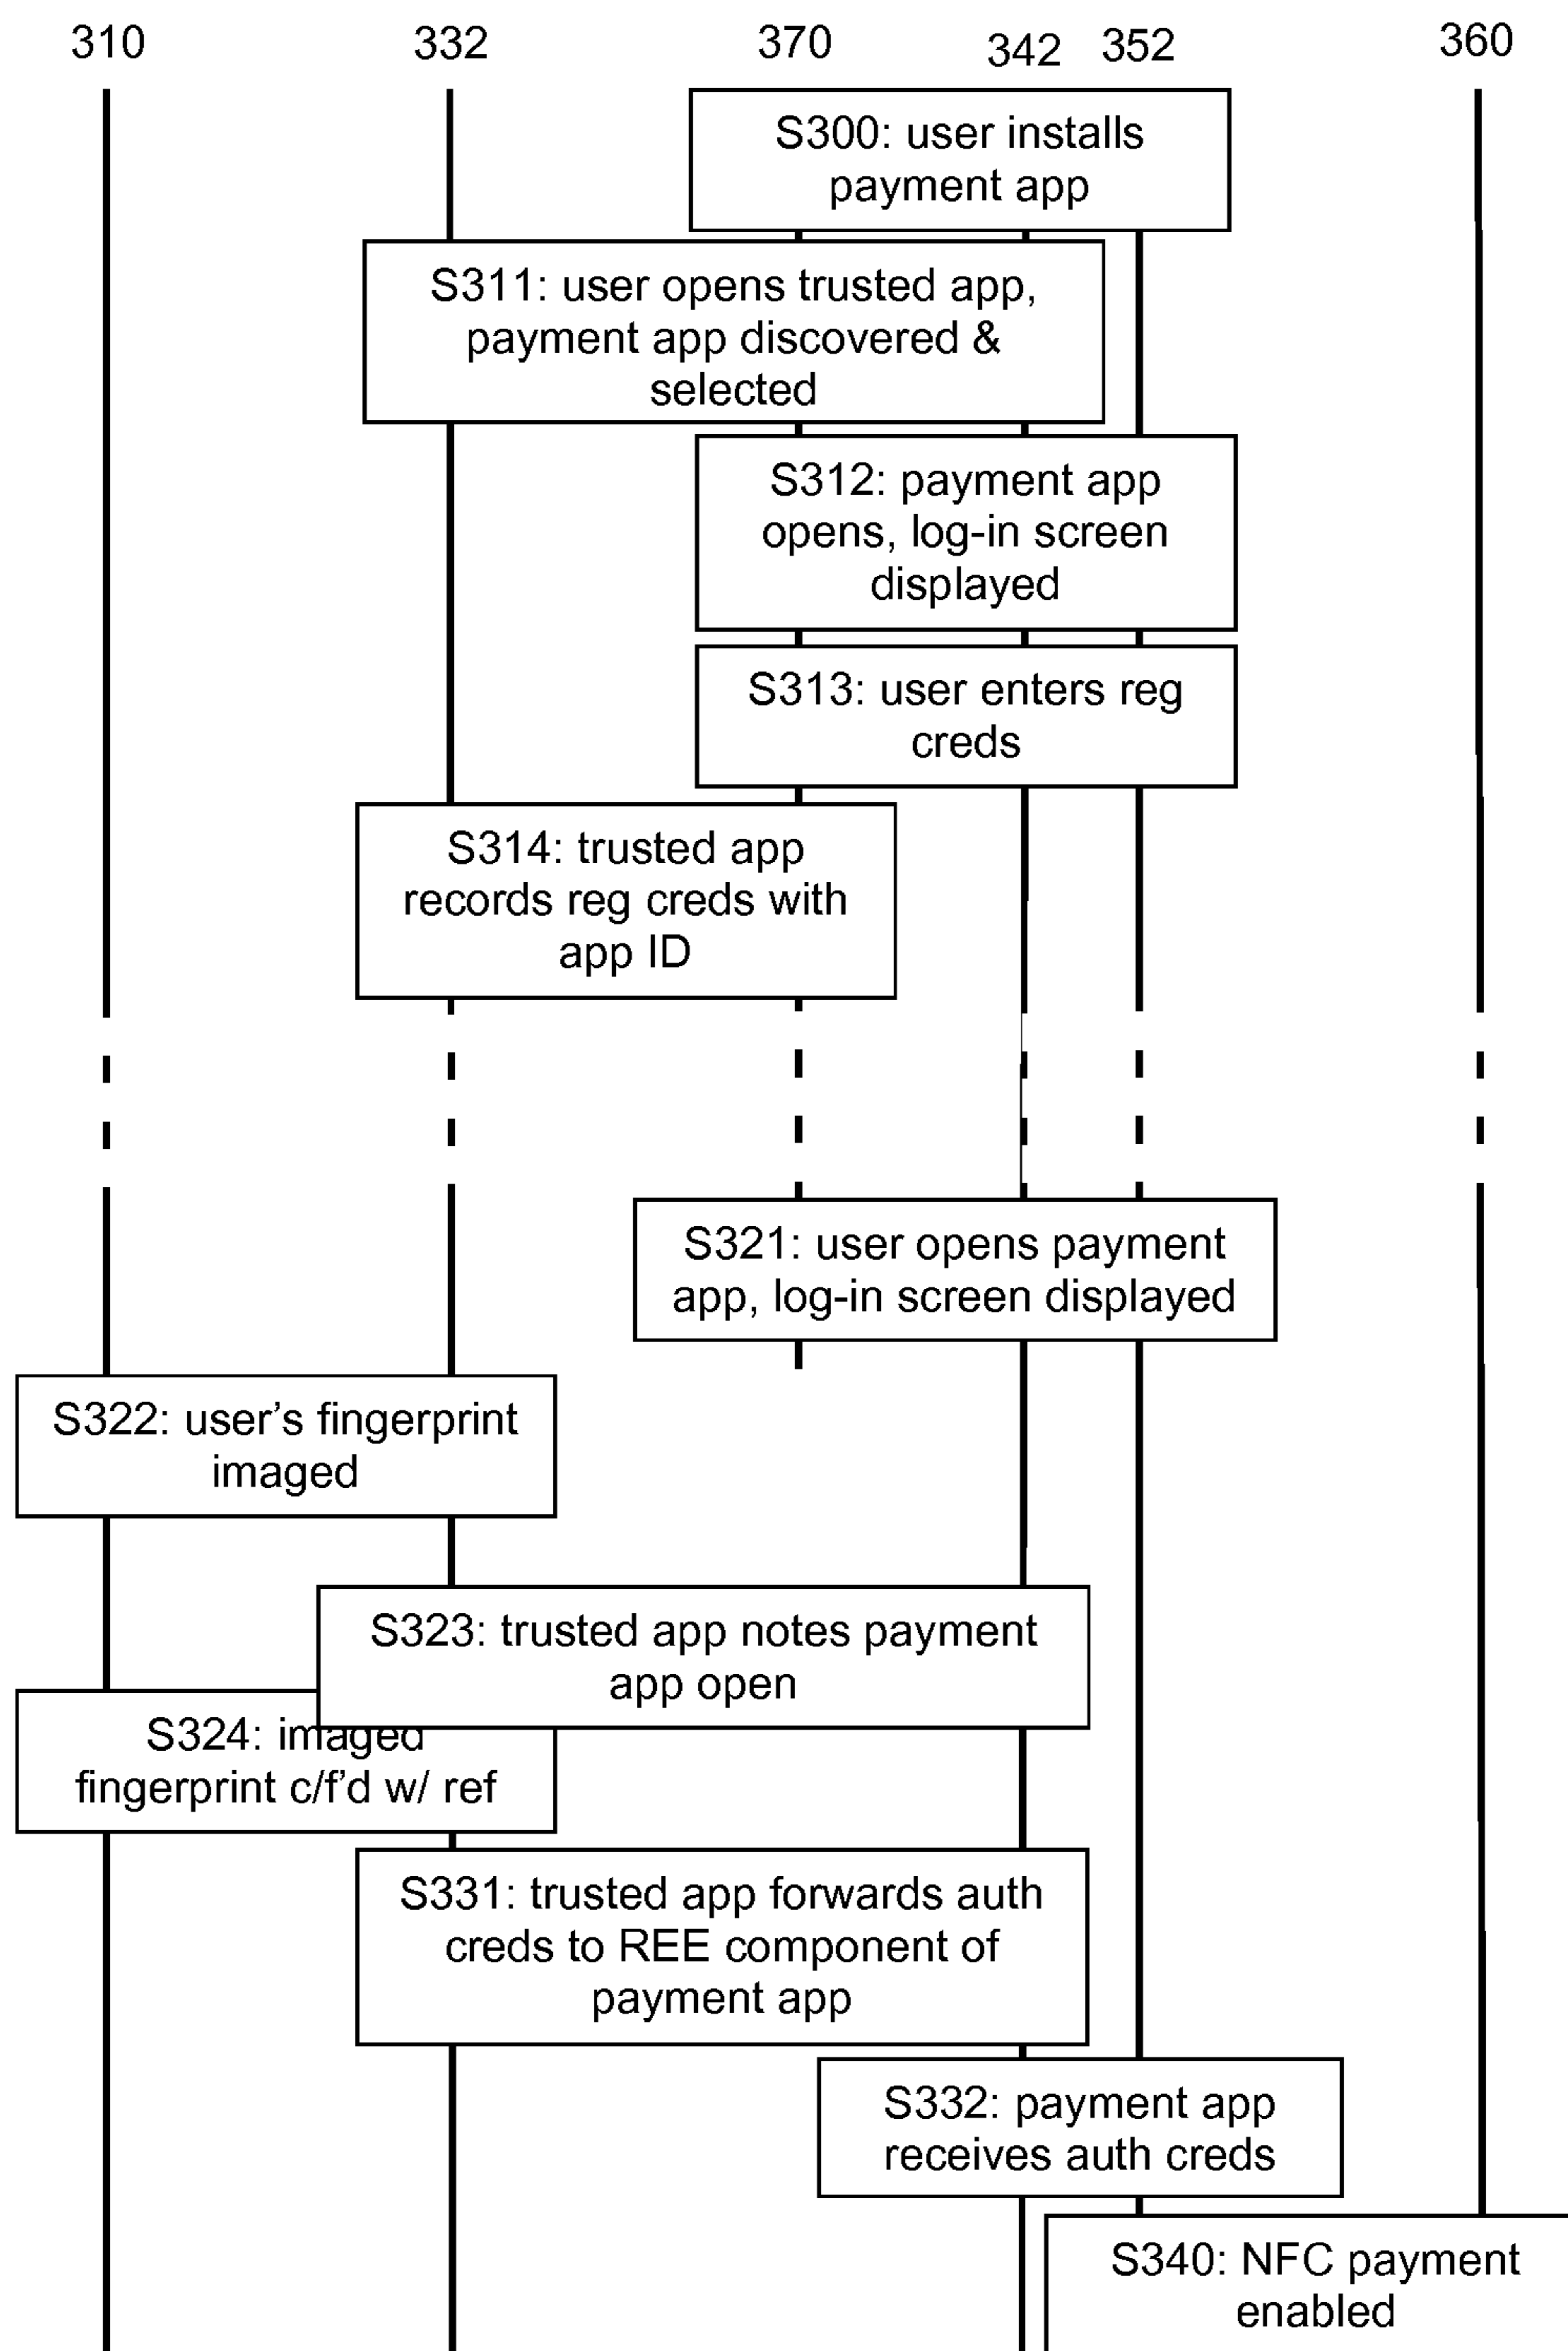 310 332 370 342 352 360
S300: user installs
payment app
S311: user opens trusted app,
payment app discovered &
selected
S312: payment app
opens, log-in screen
displayed
S313: user enters reg
creds
S314: trusted app
records reg creds with
app ID
S321: user opens payment
app, log-in screen displayed
S322: user’s fingerprint
imaged
S323: trusted app notes payment
app open
S324: imaged
fingerprint c/f’d w/ ref
S331: trusted app forwards auth
creds to REE component of
payment app
S332: payment app
receives auth creds
S340: NFC payment
enabled